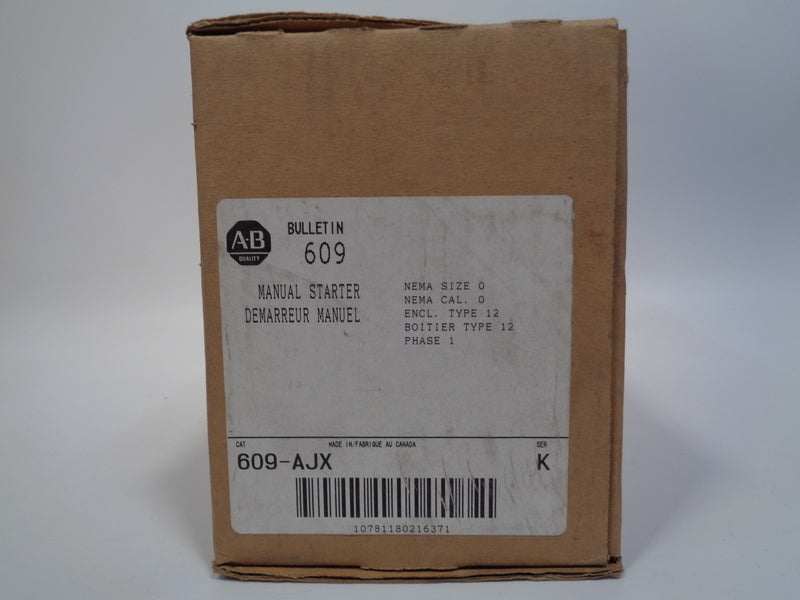 A-B
QUALITY
BULLETIN
609
MANUAL STARTER
DEMARREUR MANUEL
NEMA SIZE 0
NEMA CAL. 0
ENCL. TYPE 12
BOITIER TYPE 12
PHASE 1
CAT MADE IN/FABRIQUE AU CANADA SER
609-AJX K
10781180216371